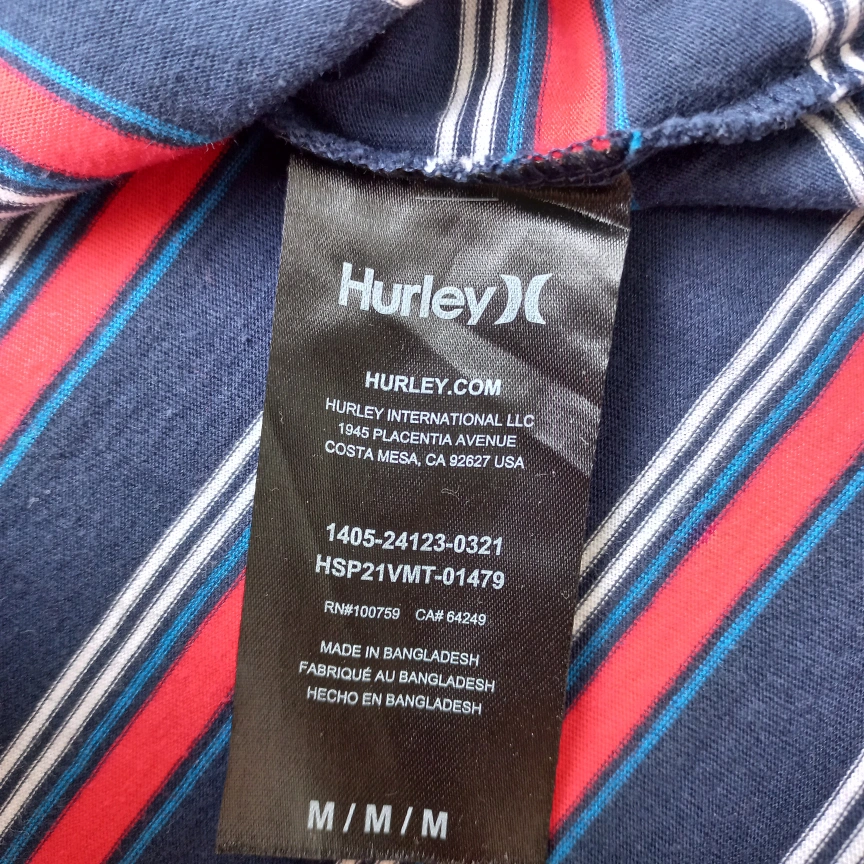 Hurley
HURLEY.COM
HURLEY INTERNATIONAL LLC
1945 PLACENTIA AVENUE
COSTA MESA, CA 92627 USA
1405-24123-0321
HSP21VMT-01479
RN#100759 CA# 64249
MADE IN BANGLADESH
FABRIQUÉ AU BANGLADESH
HECHO EN BANGLADESH
M / M / M